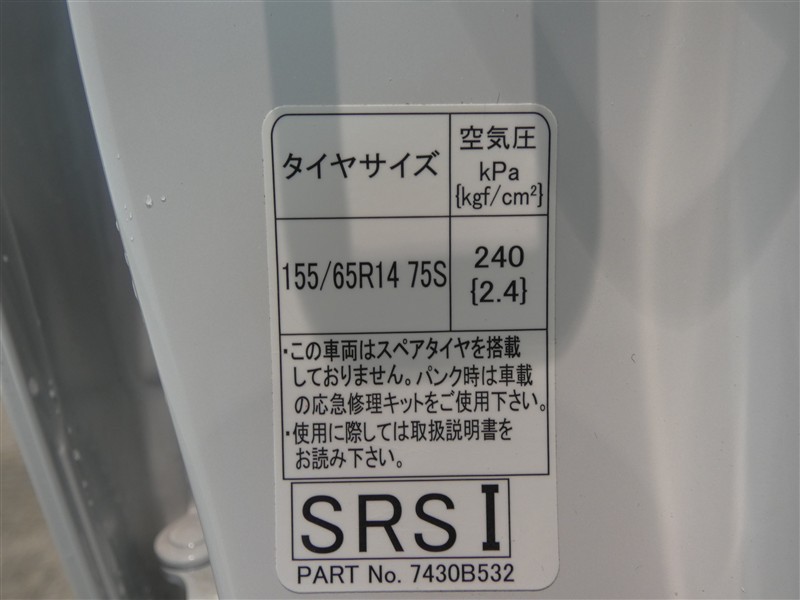 タイヤサイズ
空気圧
kPa
{kgf/cm²}
155/65R14 75S
240
{2.4}
・この車両はスペアタイヤを搭載
しておりません。パンク時は車載
の応急修理キットをご使用下さい。
・使用に際しては取扱説明書を
お読み下さい。
SRS I
PART No. 7430B532